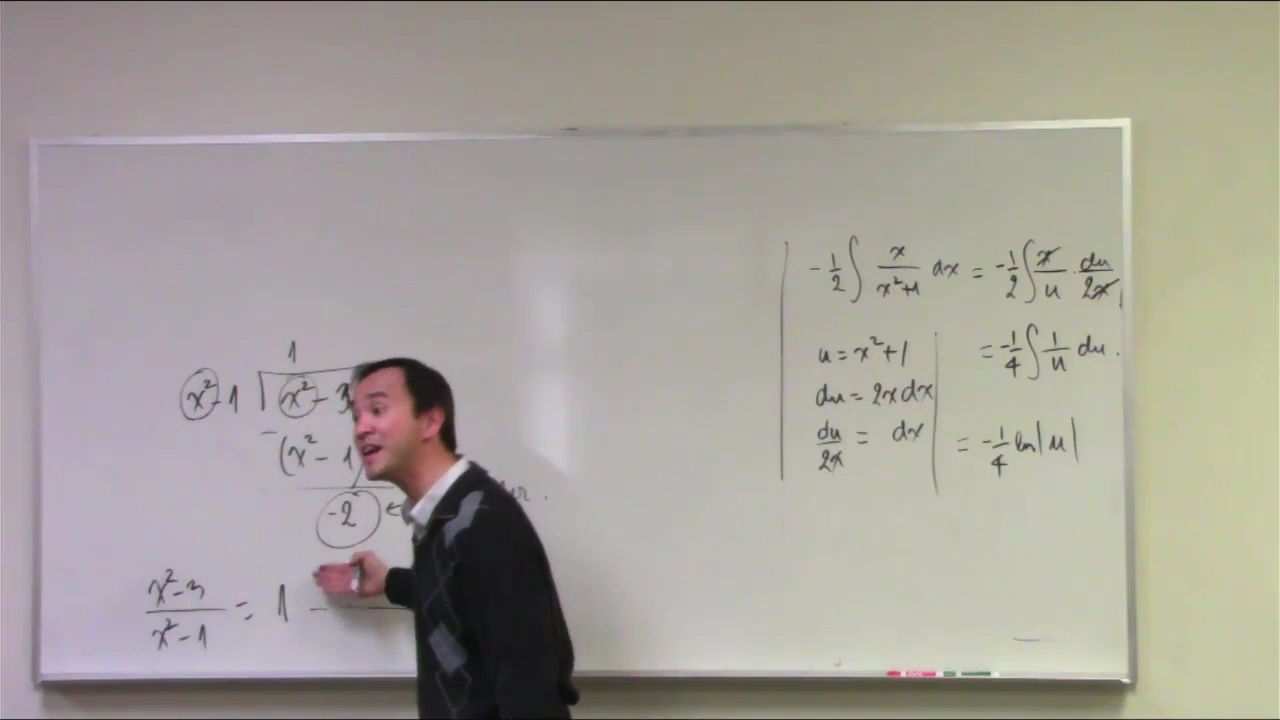 1
x² - 1 | x² - 3
- (x² - 1
-2 ←
x²-3 / x²-1 = 1 -
-1/2 ∫ x/(x²+1) dx = -1/2 ∫ x/u · du/2x
u = x² + 1
du = 2x dx
du/2x = dx
= -1/4 ∫ 1/u du.
= -1/4 ln|u|